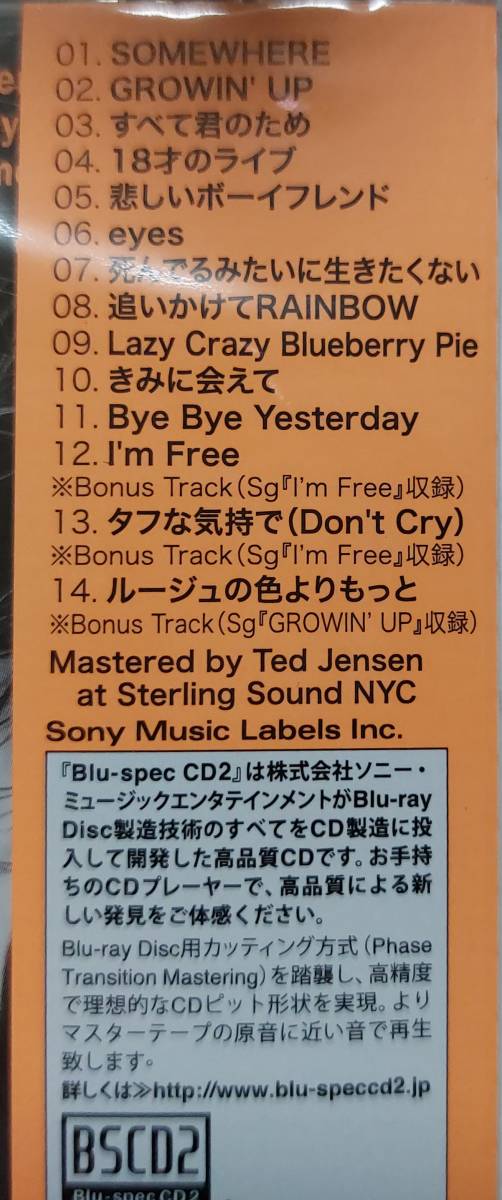 01. SOMEWHERE
02. GROWIN' UP
03. すべて君のため
04. 18才のライブ
05. 悲しいボーイフレンド
06. eyes
07. 死んでるみたいに生きたくない
08. 追いかけてRAINBOW
09. Lazy Crazy Blueberry Pie
10. きみに会えて
11. Bye Bye Yesterday
12. I'm Free
※Bonus Track(Sg『I'm Free』収録)
13. タフな気持で(Don't Cry)
※Bonus Track(Sg『I'm Free』収録)
14. ルージュの色よりもっと
※Bonus Track(Sg『GROWIN' UP』収録)
Mastered by Ted Jensen
at Sterling Sound NYC
Sony Music Labels Inc.
『Blu-spec CD2』は株式会社ソニー・
ミュージックエンタテインメントがBlu-ray
Disc製造技術のすべてをCD製造に投
入して開発した高品質CDです。お手持
ちのCDプレーヤーで、高品質による新
しい発見をご体感ください。
Blu-ray Disc用カッティング方式(Phase
Transition Mastering)を踏襲し、高精度
で理想的なCDピット形状を実現。より
マスターテープの原音に近い音で再生
致します。
詳しくは≫http://www.blu-speccd2.jp
BSCD2
Blu-spec CD2